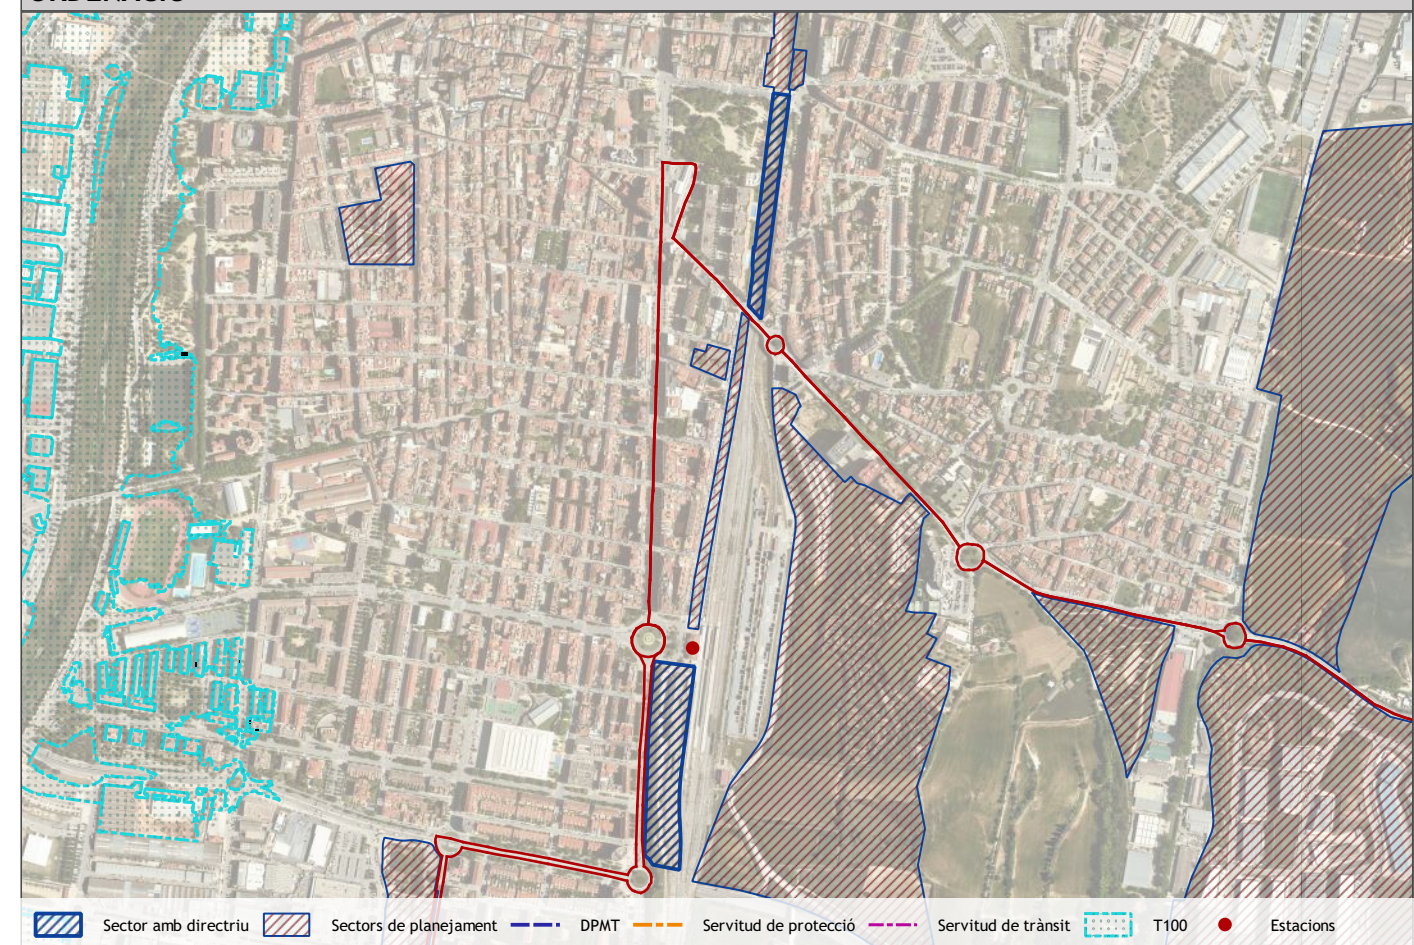 Sector amb directriu
Sectors de planejament
DPMT
Servitud de protecció
Servitud de trànsit
T100
Estacions